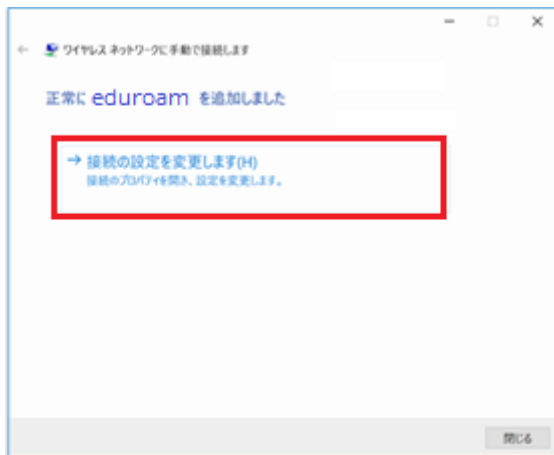 ワイヤレス ネットワークに手動で接続します
正常に eduroam を追加しました
→ 接続の設定を変更します(H)
接続のプロパティを開き、設定を変更します。
閉じる